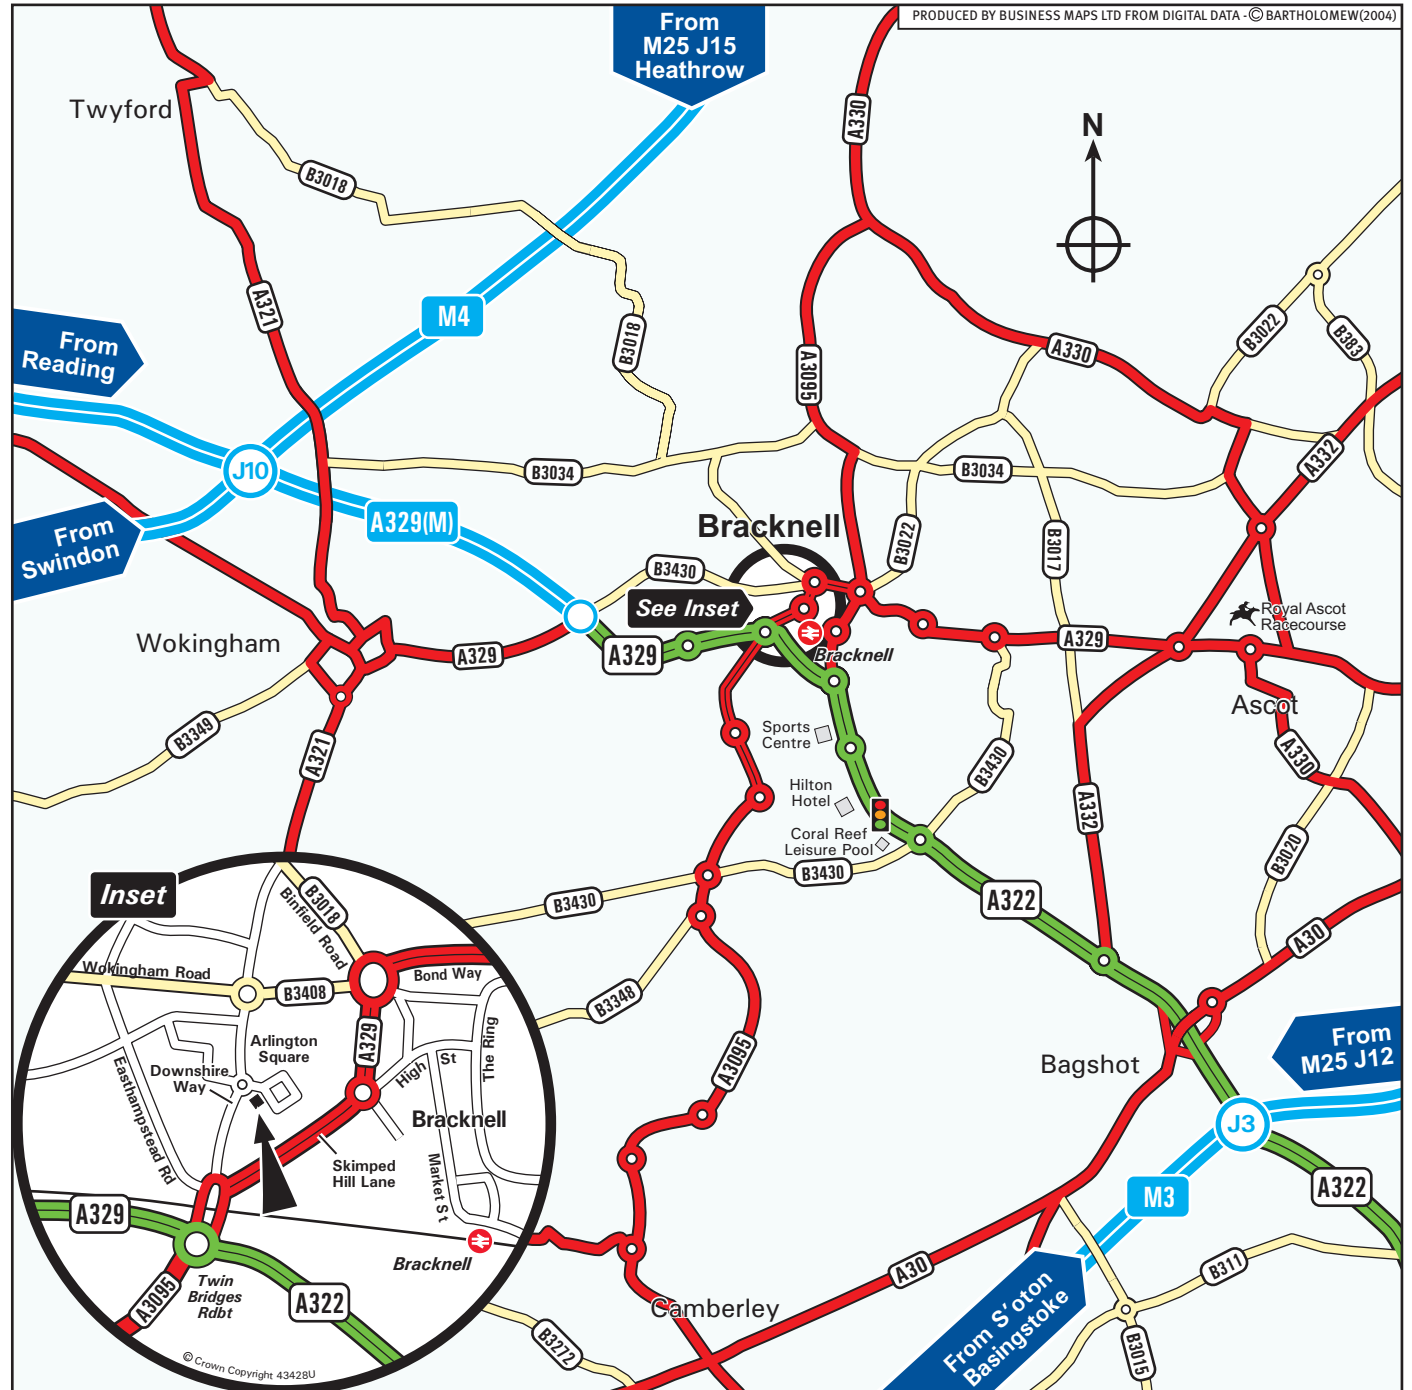 PRODUCED BY BUSINESS MAPS LTD FROM DIGITAL DATA - © BARTHOLOMEW(2004)
From
M25 J15
Heathrow
Twyford
A330
N
B3018
A321
M4
B3018
From
Reading
A3095
A330
B3022
B383
J10
B3034
B3034
A332
A329(M)
From
Swindon
Bracknell
B3022
B3017
B3430
See Inset
Royal Ascot
Racecourse
Wokingham
A329
A329
Bracknell
A329
Ascot
B3349
A321
Sports
Centre
B3430
A330
Hilton
Hotel
A332
Coral Reef
Leisure Pool
B3430
B3020
Inset
B3430
A322
A30
B3018
Binfield Road
Wokingham Road
B3408
Bond Way
B3348
A329
Arlington
Square
The Ring
High St
Downshire
Way
Easthampstead Rd
Bracknell
A3095
Bagshot
From
M25 J12
J3
Skimped
Hill Lane
Market St
M3
A322
A329
Bracknell
Twin
Bridges
Rdbt
A3095
A322
A30
B311
Camberley
From S'oton
Basingstoke
B3272
B3015
© Crown Copyright 43428U